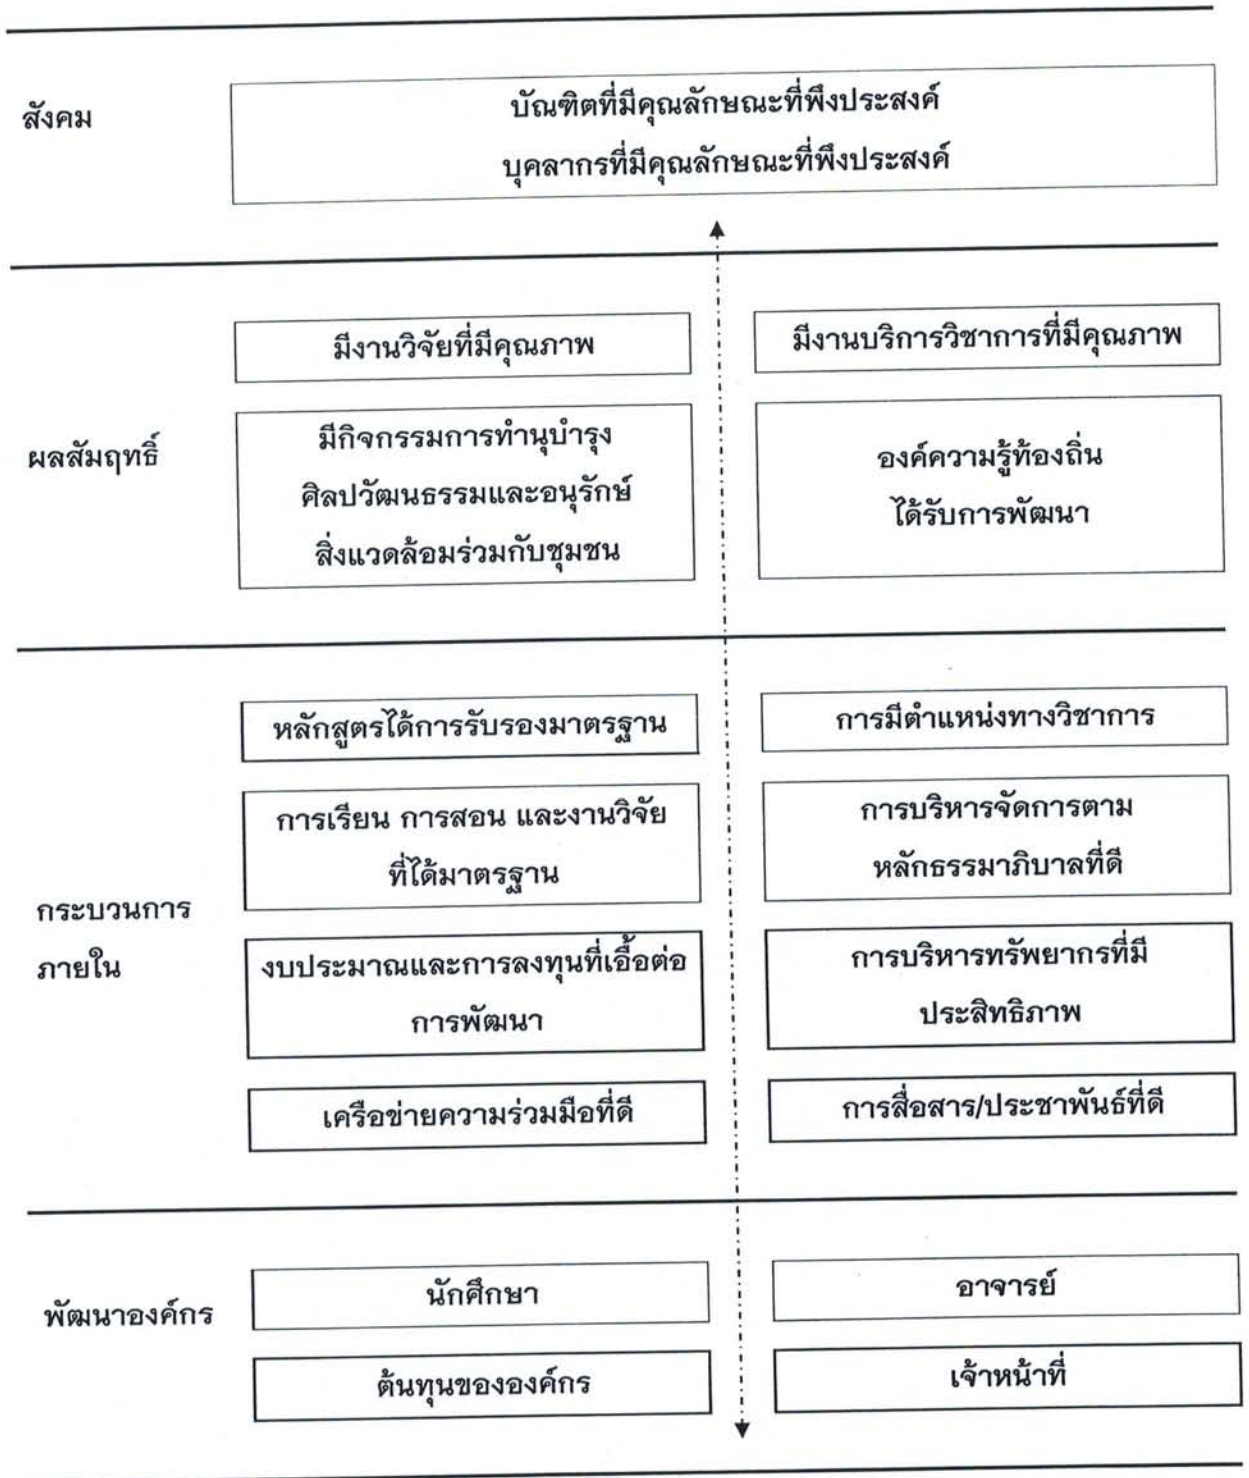 สังคม
บัณฑิตที่มีคุณลักษณะที่พึงประสงค์
บุคลากรที่มีคุณลักษณะที่พึงประสงค์
ผลสัมฤทธิ์
มีงานวิจัยที่มีคุณภาพ
มีงานบริการวิชาการที่มีคุณภาพ
มีกิจกรรมการทำนุบำรุง
ศิลปวัฒนธรรมและอนุรักษ์
สิ่งแวดล้อมร่วมกับชุมชน
องค์ความรู้ท้องถิ่น
ได้รับการพัฒนา
กระบวนการ
ภายใน
หลักสูตรได้การรับรองมาตรฐาน
การมีตำแหน่งทางวิชาการ
การเรียน การสอน และงานวิจัย
ที่ได้มาตรฐาน
การบริหารจัดการตาม
หลักธรรมาภิบาลที่ดี
งบประมาณและการลงทุนที่เอื้อต่อ
การพัฒนา
การบริหารทรัพยากรที่มี
ประสิทธิภาพ
เครือข่ายความร่วมมือที่ดี
การสื่อสาร/ประชาพันธ์ที่ดี
พัฒนาองค์กร
นักศึกษา
อาจารย์
ต้นทุนขององค์กร
เจ้าหน้าที่